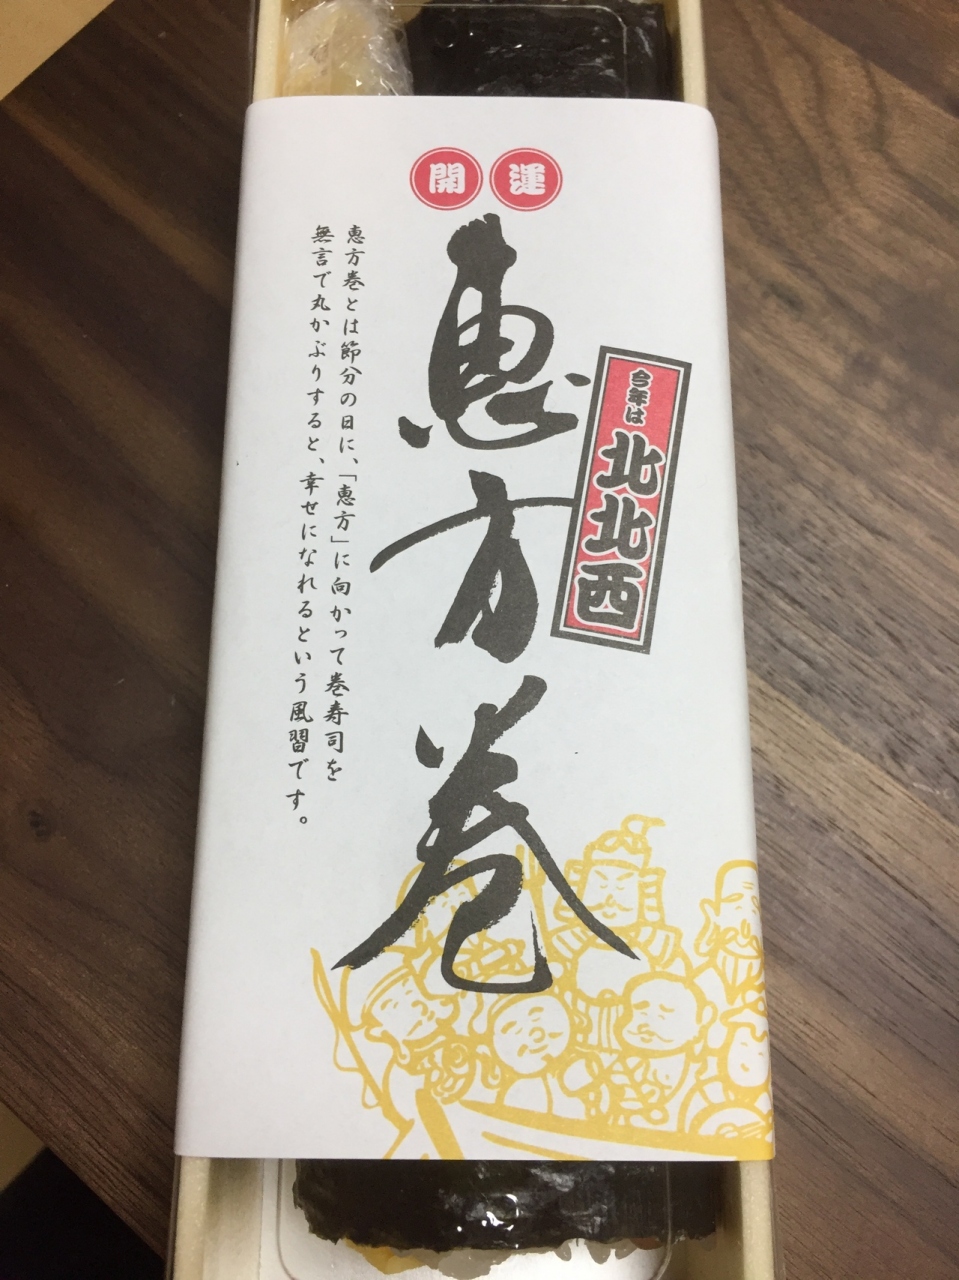 開運
恵方巻
今年は北北西
恵方巻とは節分の日に、「恵方」に向かって巻寿司を
無言で丸かぶりすると、幸せになれるという風習です。